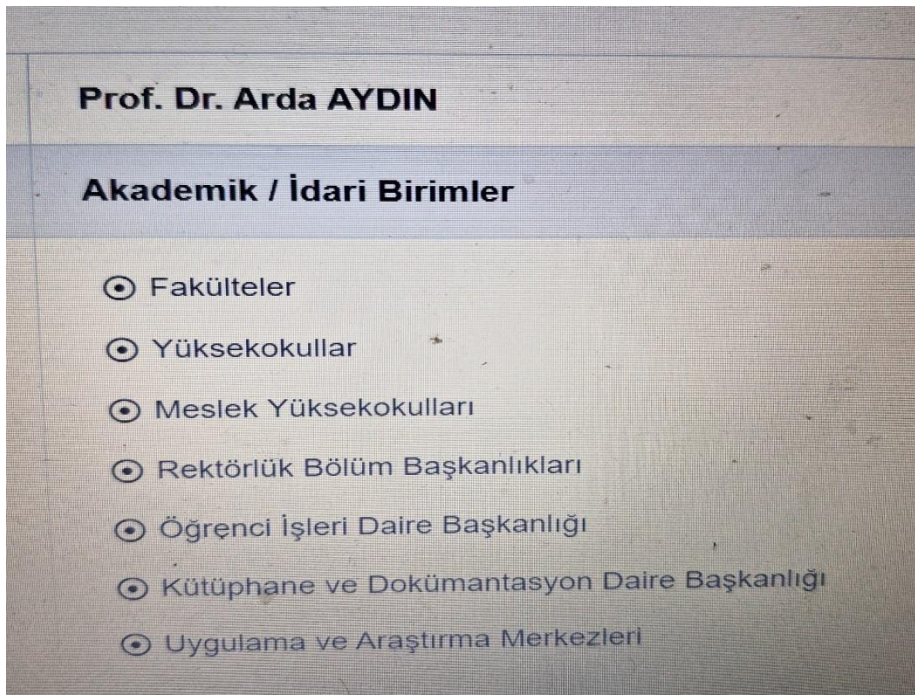 Prof. Dr. Arda AYDIN
Akademik / İdari Birimler
Fakülteler
Yüksekokullar
Meslek Yüksekokulları
Rektörlük Bölüm Başkanlıkları
Öğrenci İşleri Daire Başkanlığı
Kütüphane ve Dokümantasyon Daire Başkanlığı
Uygulama ve Araştırma Merkezleri